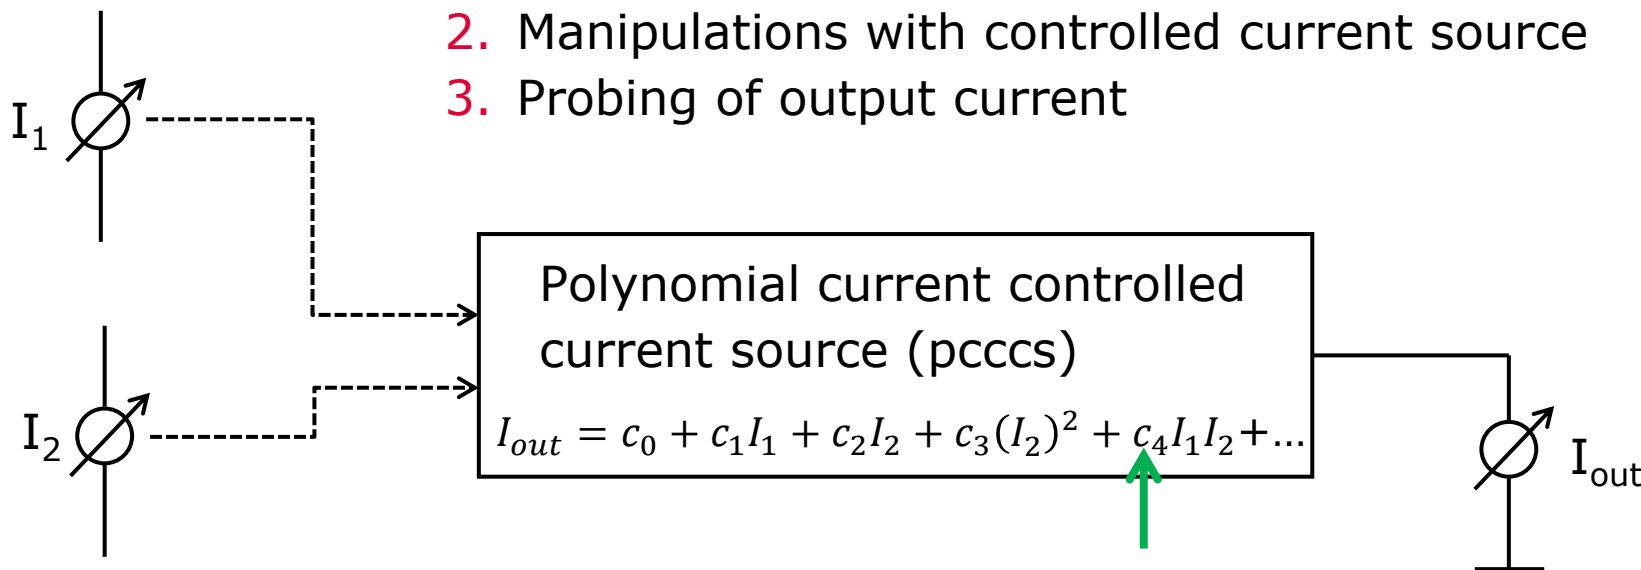 2. Manipulations with controlled current source
3. Probing of output current
I₁
Polynomial current controlled
current source (pcccs)
I₂
𝐼ₒᵤₜ = 𝑐₀ + 𝑐₁𝐼₁ + 𝑐₂𝐼₂ + 𝑐₃(𝐼₂)² + 𝑐₄𝐼₁𝐼₂+...
Iₒᵤₜ